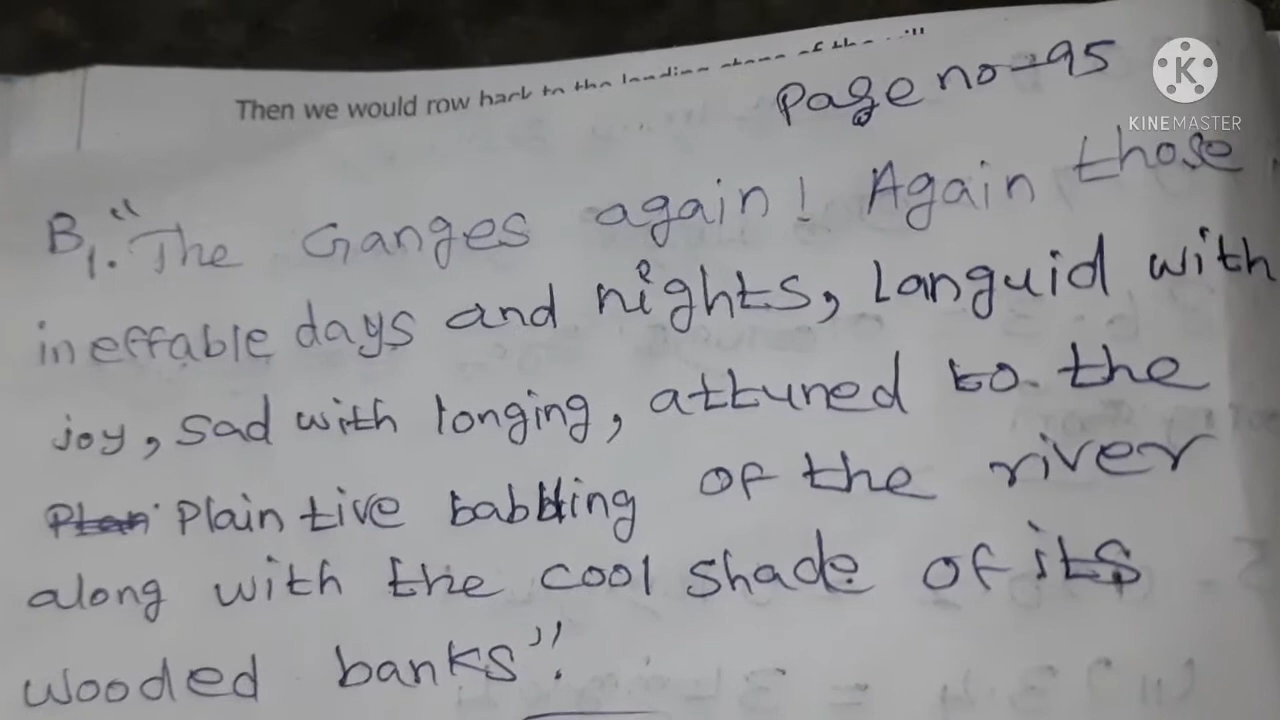 Then we would row back to the landing
Page no-95
KINEMASTER
B1. "The Ganges again! Again those
ineffable days and nights, Languid with
joy, sad with longing, attuned to the
Plaintive babbling of the river
along with the cool shade of its
wooded banks".